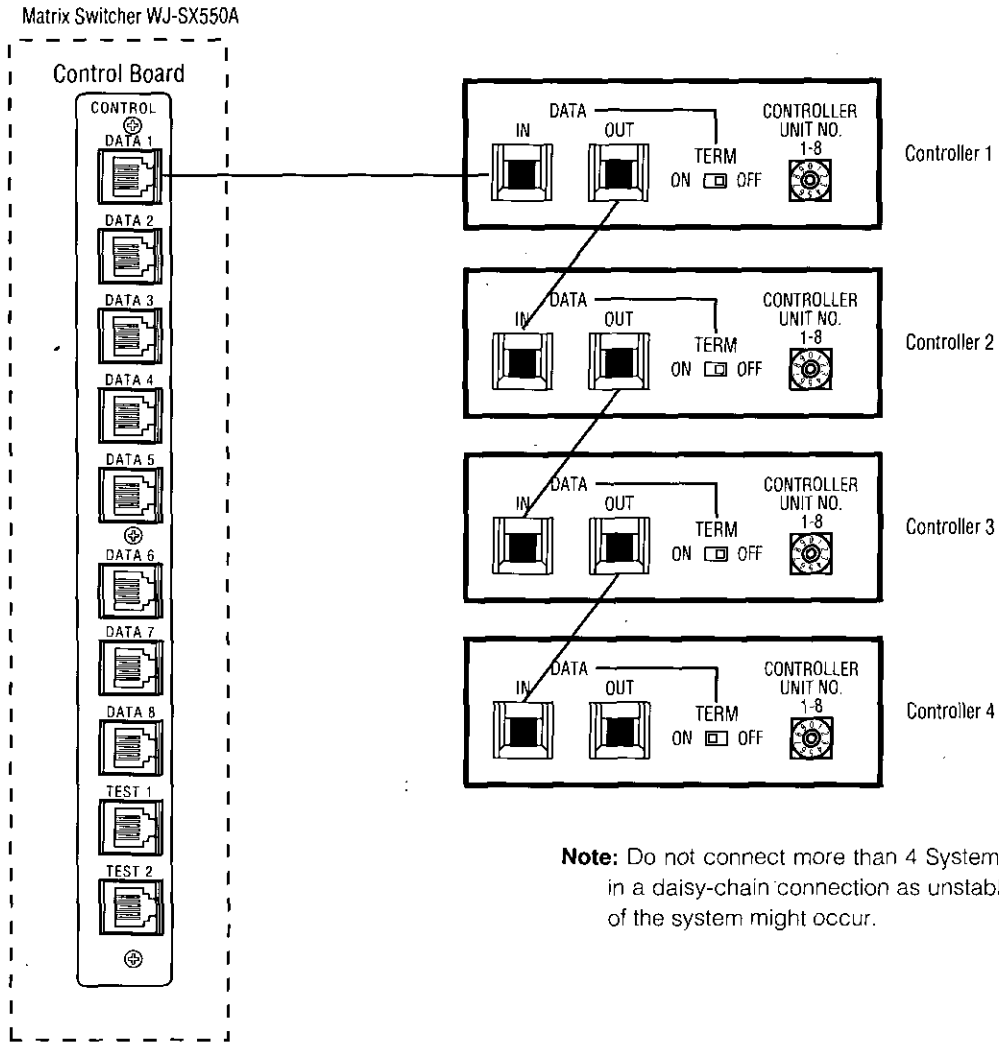 Matrix Switcher WJ-SX550A
Control Board
CONTROL
DATA 1
DATA 2
DATA 3
DATA 4
DATA 5
DATA 6
DATA 7
DATA 8
TEST 1
TEST 2
DATA
IN
OUT
TERM
ON
OFF
CONTROLLER
UNIT NO.
1-8
Controller 1
DATA
IN
OUT
TERM
ON
OFF
CONTROLLER
UNIT NO.
1-8
Controller 2
DATA
IN
OUT
TERM
ON
OFF
CONTROLLER
UNIT NO.
1-8
Controller 3
DATA
IN
OUT
TERM
ON
OFF
CONTROLLER
UNIT NO.
1-8
Controller 4
Note: Do not connect more than 4 System
in a daisy-chain connection as unstab
of the system might occur.